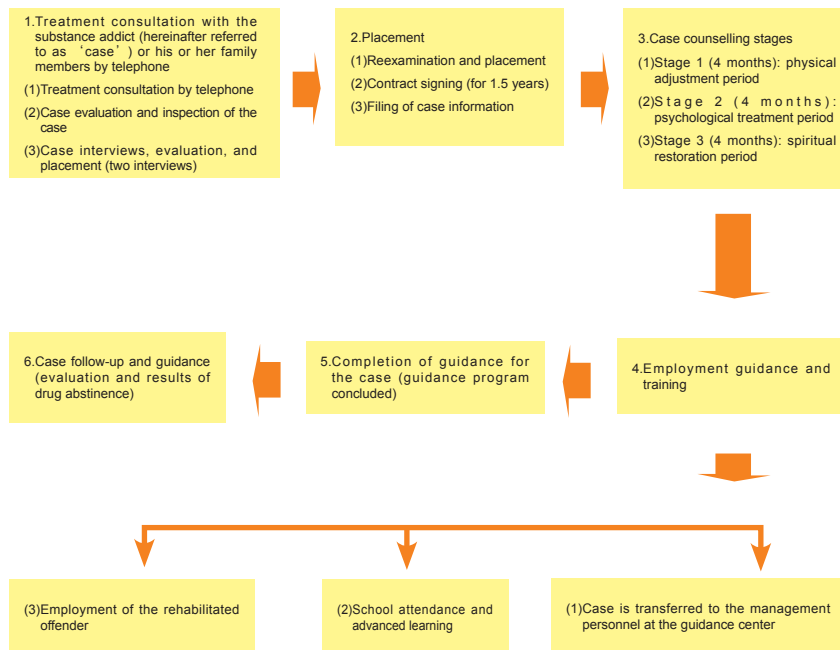 1.Treatment consultation with the
substance addict (hereinafter referred
to as ‘case’) or his or her family
members by telephone
(1)Treatment consultation by telephone
(2)Case evaluation and inspection of the
case
(3)Case interviews, evaluation, and
placement (two interviews)
2.Placement
(1)Reexamination and placement
(2)Contract signing (for 1.5 years)
(3)Filing of case information
3.Case counselling stages
(1)Stage 1 (4 months): physical
adjustment period
(2)Stage 2 (4 months):
psychological treatment period
(3)Stage 3 (4 months): spiritual
restoration period
6.Case follow-up and guidance
(evaluation and results of
drug abstinence)
5.Completion of guidance for
the case (guidance program
concluded)
4.Employment guidance and
training
(3)Employment of the rehabilitated
offender
(2)School attendance and
advanced learning
(1)Case is transferred to the management
personnel at the guidance center